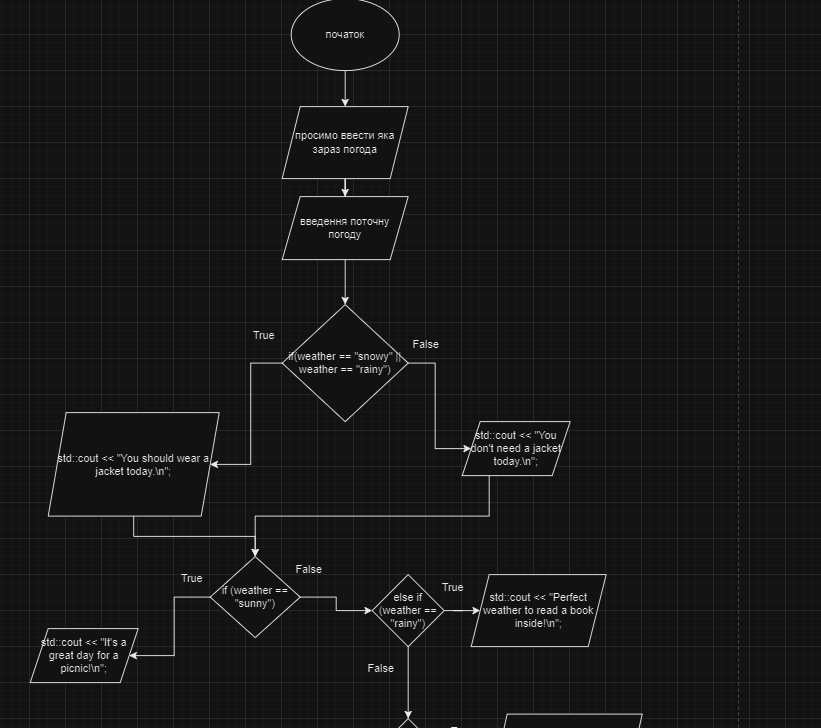 початок
просимо ввести яка
зараз погода
введення поточну
погоду
True
False
if(weather == "snowy" ||
weather == "rainy")
std::cout << "You should wear a
jacket today.\n";
std::cout << "You
don't need a jacket
today.\n";
True
False
if (weather ==
"sunny")
else if
(weather ==
"rainy")
True
std::cout << "Perfect
weather to read a book
inside!\n";
std::cout << "It's a
great day for a
picnic!\n";
False